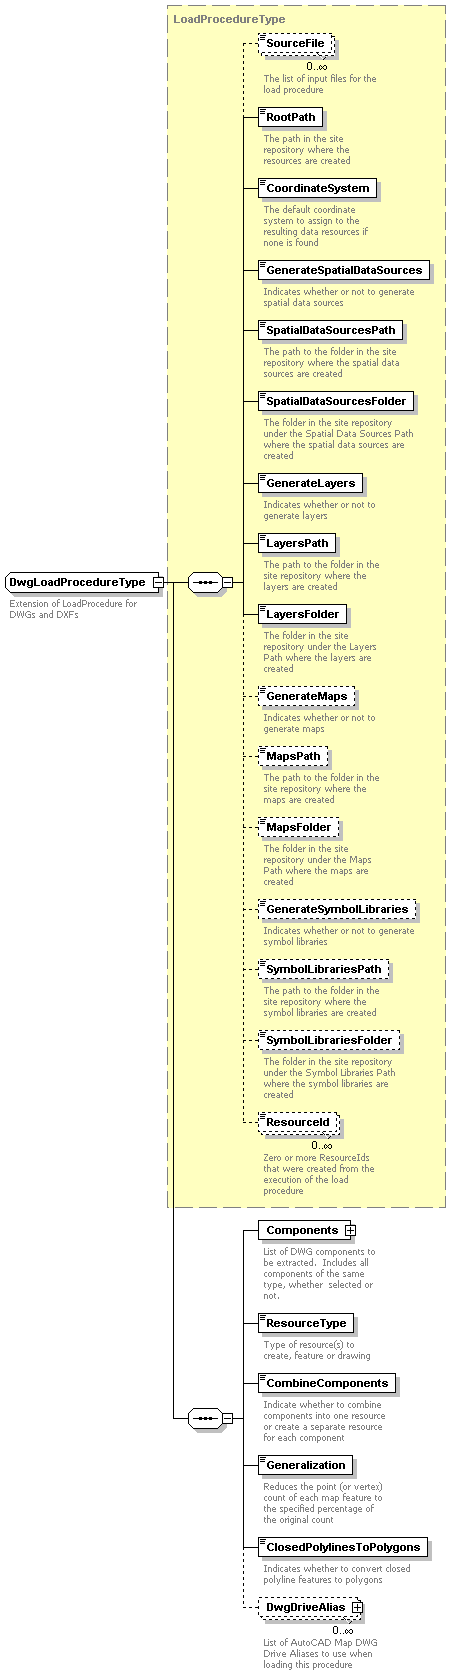 LoadProcedureType
SourceFile
0..∞
The list of input files for the
load procedure
RootPath
The path in the site
repository where the
resources are created
CoordinateSystem
The default coordinate
system to assign to the
resulting data resources if
none is found
GenerateSpatialDataSources
Indicates whether or not to generate
spatial data sources
SpatialDataSourcesPath
The path to the folder in the site
repository where the spatial data
sources are created
SpatialDataSourcesFolder
The folder in the site repository
under the Spatial Data Sources Path
where the spatial data sources are
created
GenerateLayers
Indicates whether or not to
generate layers
LayersPath
The path to the folder in the
site repository where the
layers are created
DwgLoadProcedureType
Extension of LoadProcedure for
DWGs and DXFs
LayersFolder
The folder in the site
repository under the Layers
Path where the layers are
created
GenerateMaps
Indicates whether or not to
generate maps
MapsPath
The path to the folder in the
site repository where the
maps are created
MapsFolder
The folder in the site
repository under the Maps
Path where the maps are
created
GenerateSymbolLibraries
Indicates whether or not to generate
symbol libraries
SymbolLibrariesPath
The path to the folder in the
site repository where the
symbol libraries are created
SymbolLibrariesFolder
The folder in the site repository
under the Symbol Libraries Path
where the symbol libraries are
created
ResourceId
0..∞
Zero or more ResourceIds
that were created from the
execution of the load
procedure
Components
List of DWG components to
be extracted.  Includes all
components of the same
type, whether  selected or
not.
ResourceType
Type of resource(s) to
create, feature or drawing
CombineComponents
Indicate whether to combine
components into one resource
or create a separate resource
for each component
Generalization
Reduces the point (or vertex)
count of each map feature to
the specified percentage of
the original count
ClosedPolylinesToPolygons
Indicates whether to convert closed
polyline features to polygons
DwgDriveAlias
0..∞
List of AutoCAD Map DWG
Drive Aliases to use when
loading this procedure